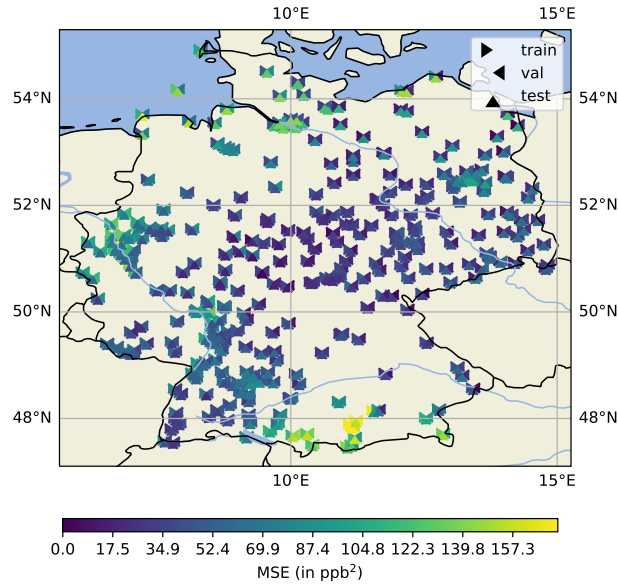 10°E 15°E
train
val
test
54°N 54°N
52°N 52°N
50°N 50°N
48°N 48°N
10°E 15°E
0.0 17.5 34.9 52.4 69.9 87.4 104.8 122.3 139.8 157.3
MSE (in ppb²)